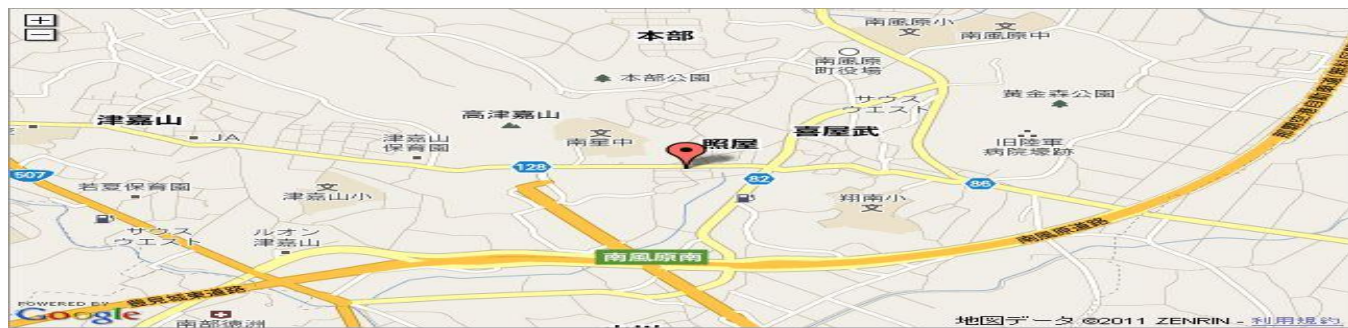 本部
南風原小
南風原中
南風原
町役場
本部公園
サウス
ウエスト
黄金森公園
高津嘉山
津嘉山
JA
津嘉山
保育園
南星中
照屋
喜屋武
旧陸軍
病院壕跡
128
507
82
86
若夏保育園
津嘉山小
翔南小
サウス
ウエスト
ルオン
津嘉山
南風原道路
南風原南
豊見城東道路
POWERED BY
Google
南部徳洲
地図データ ©2011 ZENRIN - 利用規約